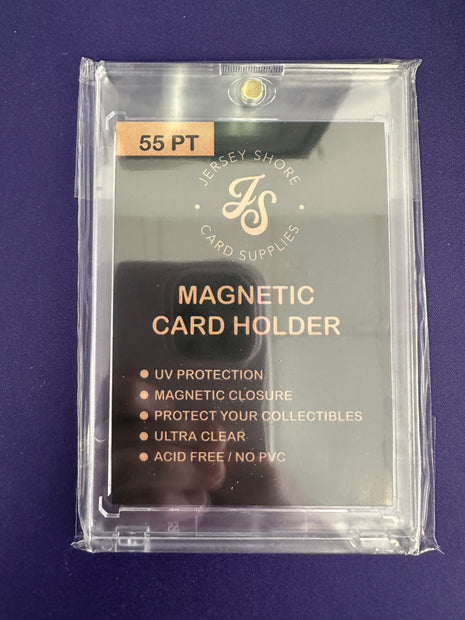 55 PT
JERSEY SHORE
JS
CARD SUPPLIES
MAGNETIC
CARD HOLDER
UV PROTECTION
MAGNETIC CLOSURE
PROTECT YOUR COLLECTIBLES
ULTRA CLEAR
ACID FREE / NO PVC
55